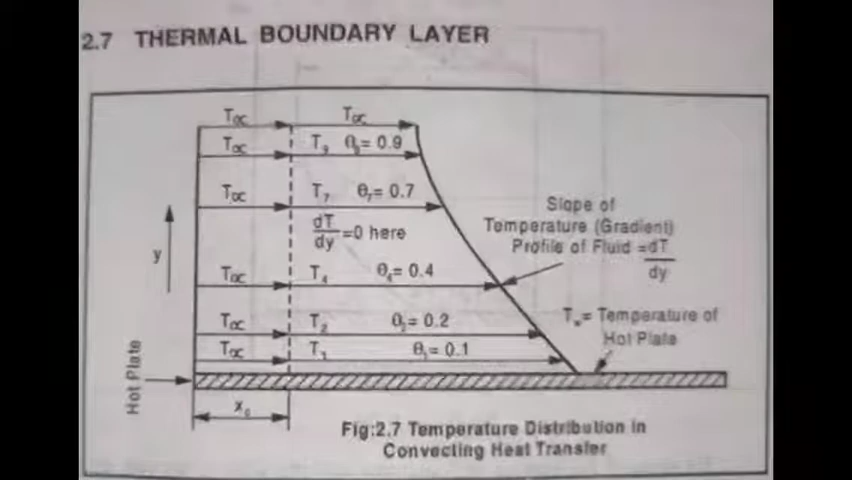 2.7 THERMAL BOUNDARY LAYER
T∝ T∝
T∝ T₉ θ₉= 0.9
T∝ T₇ θ₇= 0.7
dT/dy =0 here
Slope of
Temperature (Gradient)
Profile of Fluid = dT/dy
y
T∝ T₄ θ₄= 0.4
T∝ T₂ θ₂= 0.2
T∝ T₁ θ₁= 0.1
T = Temperature of
Hot Plate
Hot Plate
X₀
Fig:2.7 Temperature Distribution in
Convecting Heat Transfer